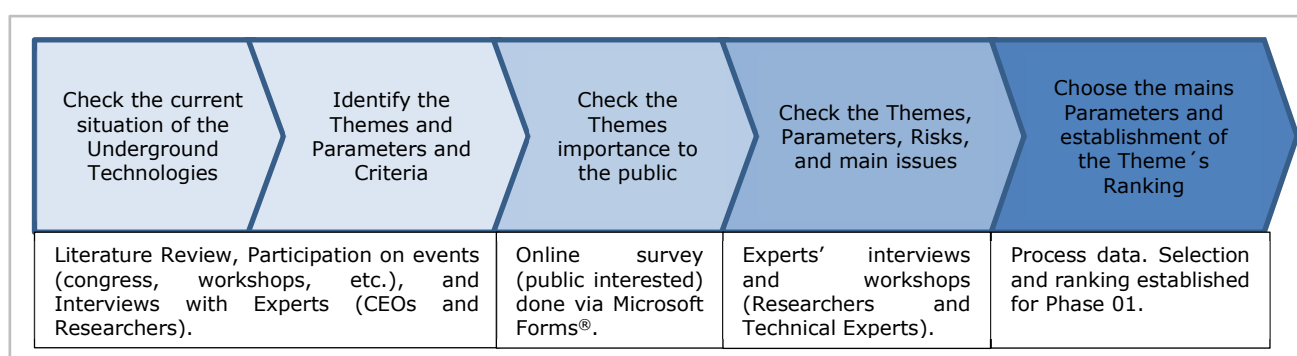 Check the current
situation of the
Underground
Technologies
Identify the
Themes and
Parameters and
Criteria
Check the
Themes
importance to
the public
Check the Themes,
Parameters, Risks,
and main issues
Choose the mains
Parameters and
establishment of
the Theme´s
Ranking
Literature Review, Participation on events
(congress, workshops, etc.), and
Interviews with Experts (CEOs and
Researchers).
Online survey
(public interested)
done via Microsoft
Forms®.
Experts’ interviews
and workshops
(Researchers and
Technical Experts).
Process data. Selection
and ranking established
for Phase 01.